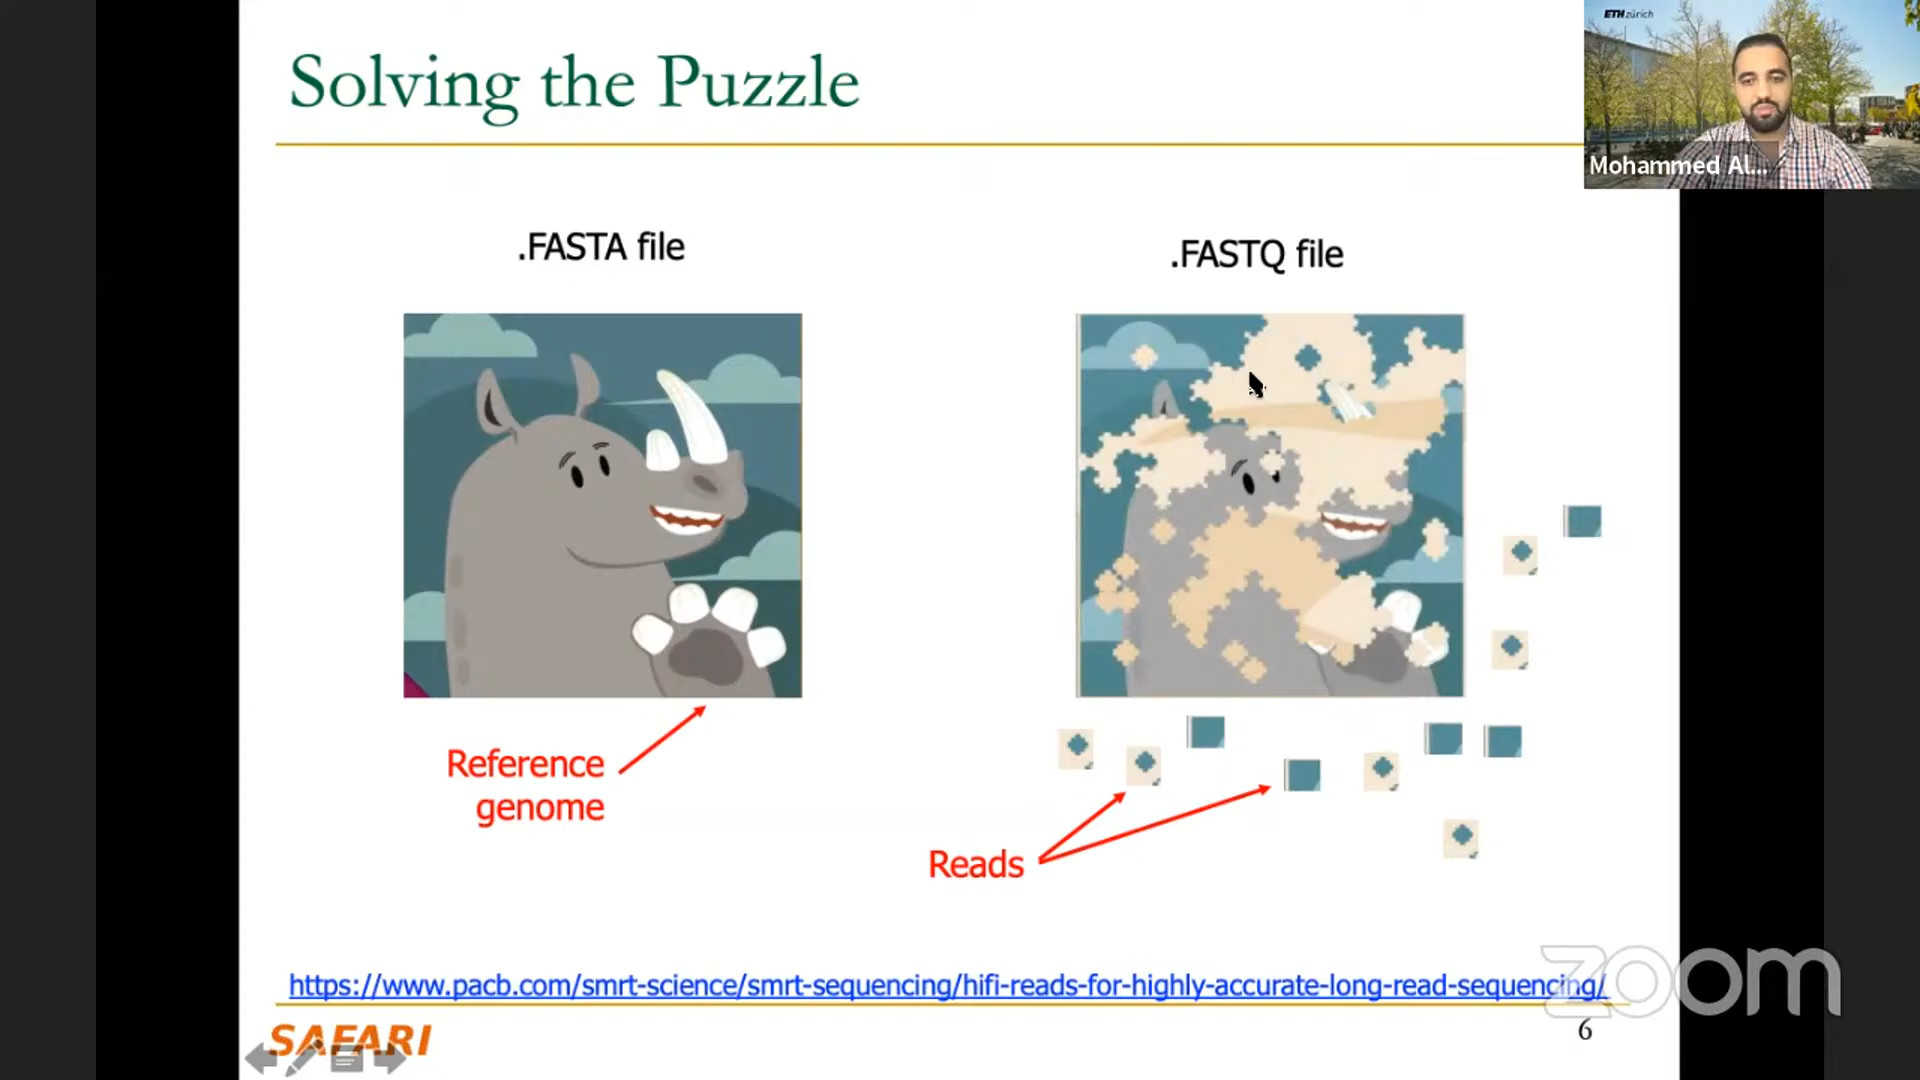 Solving the Puzzle
ETH zürich
Mohammed Al...
.FASTA file
.FASTQ file
Reference
genome
Reads
https://www.pacb.com/smrt-science/smrt-sequencing/hifi-reads-for-highly-accurate-long-read-sequencing/
zoom
SAFARI
6